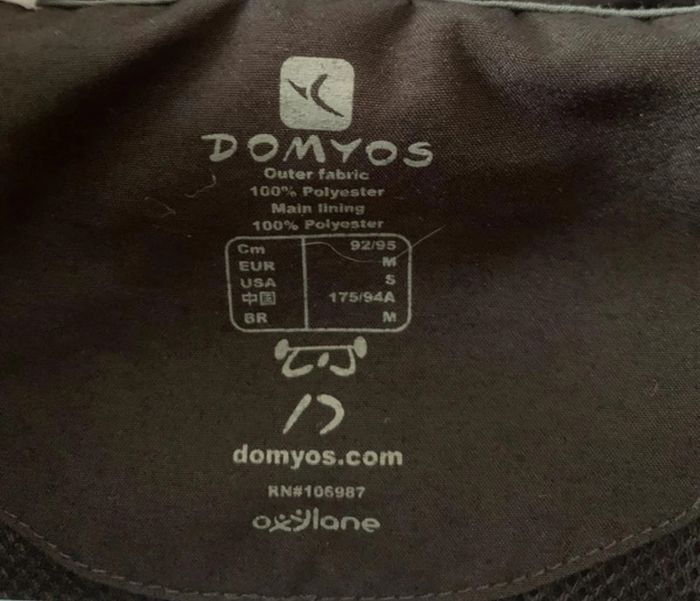 DOMYOS
Outer fabric
100% Polyester
Main lining
100% Polyester
Cm 92/95
EUR M
USA S
中国 175/94A
BR M
domyos.com
RN#106987
oxylane